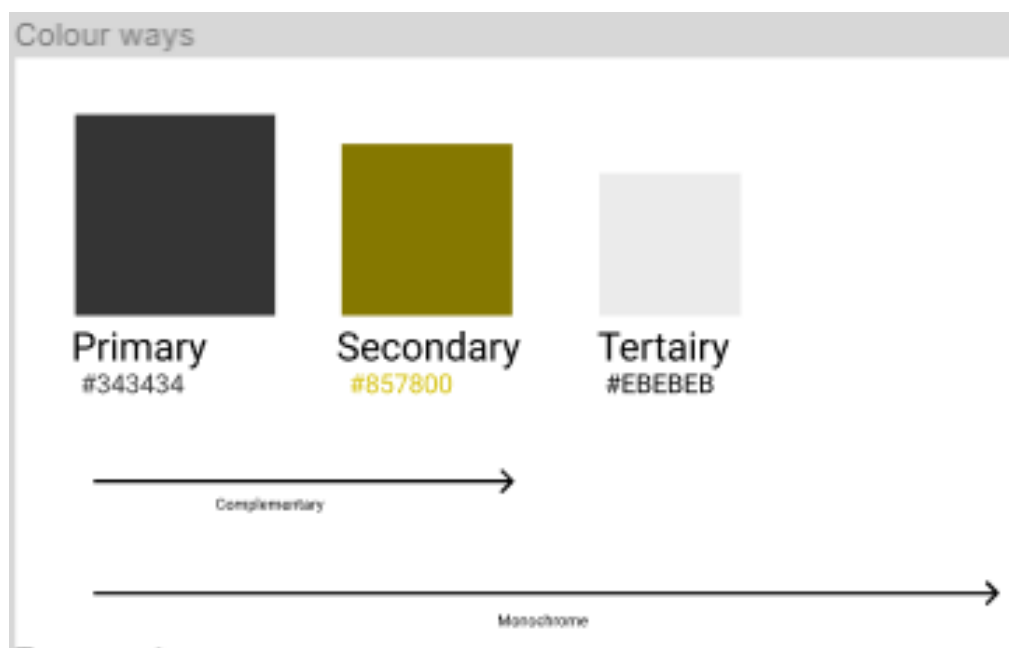 Colour ways
Primary
#343434
Secondary
#857800
Tertairy
#EBEBEB
Complementary
Monochrome